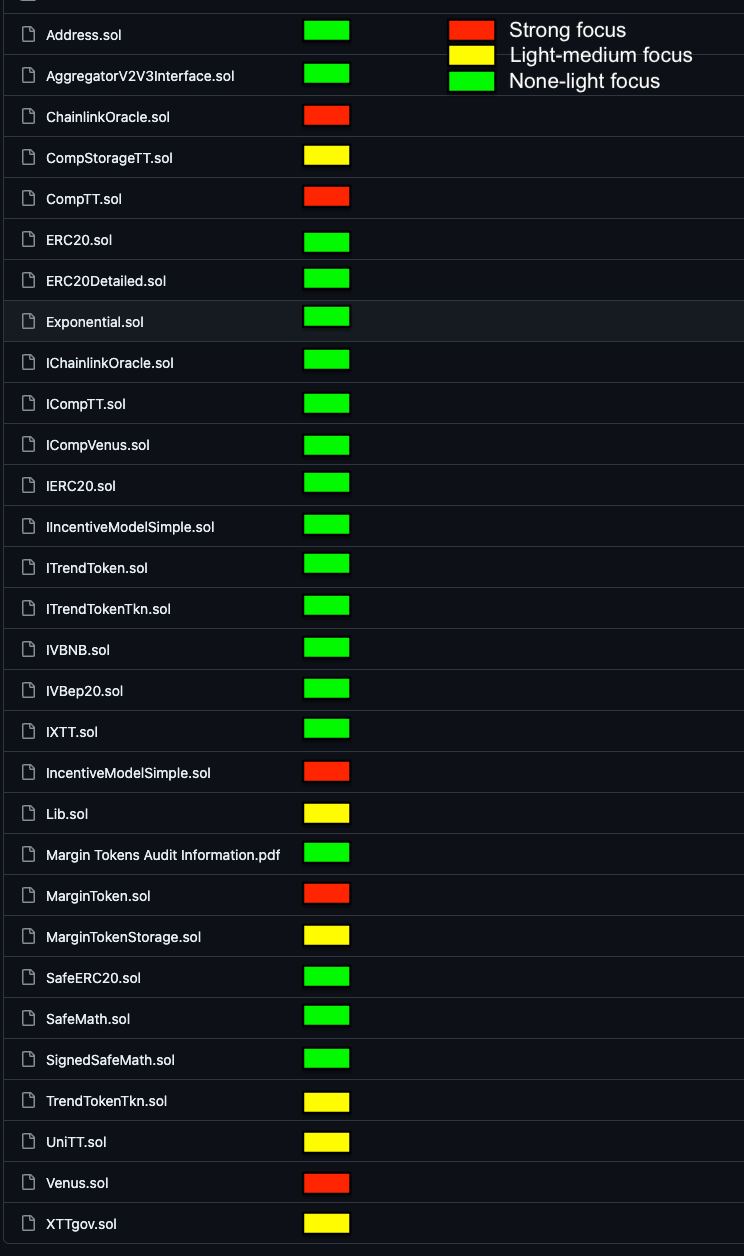 Address.sol
Strong focus
Light-medium focus
None-light focus
AggregatorV2V3Interface.sol
ChainlinkOracle.sol
CompStorageTT.sol
CompTT.sol
ERC20.sol
ERC20Detailed.sol
Exponential.sol
IChainlinkOracle.sol
ICompTT.sol
ICompVenus.sol
IERC20.sol
IIncentiveModelSimple.sol
ITrendToken.sol
ITrendTokenTkn.sol
IVBNB.sol
IVBep20.sol
IXTT.sol
IncentiveModelSimple.sol
Lib.sol
Margin Tokens Audit Information.pdf
MarginToken.sol
MarginTokenStorage.sol
SafeERC20.sol
SafeMath.sol
SignedSafeMath.sol
TrendTokenTkn.sol
UniTT.sol
Venus.sol
XTTgov.sol